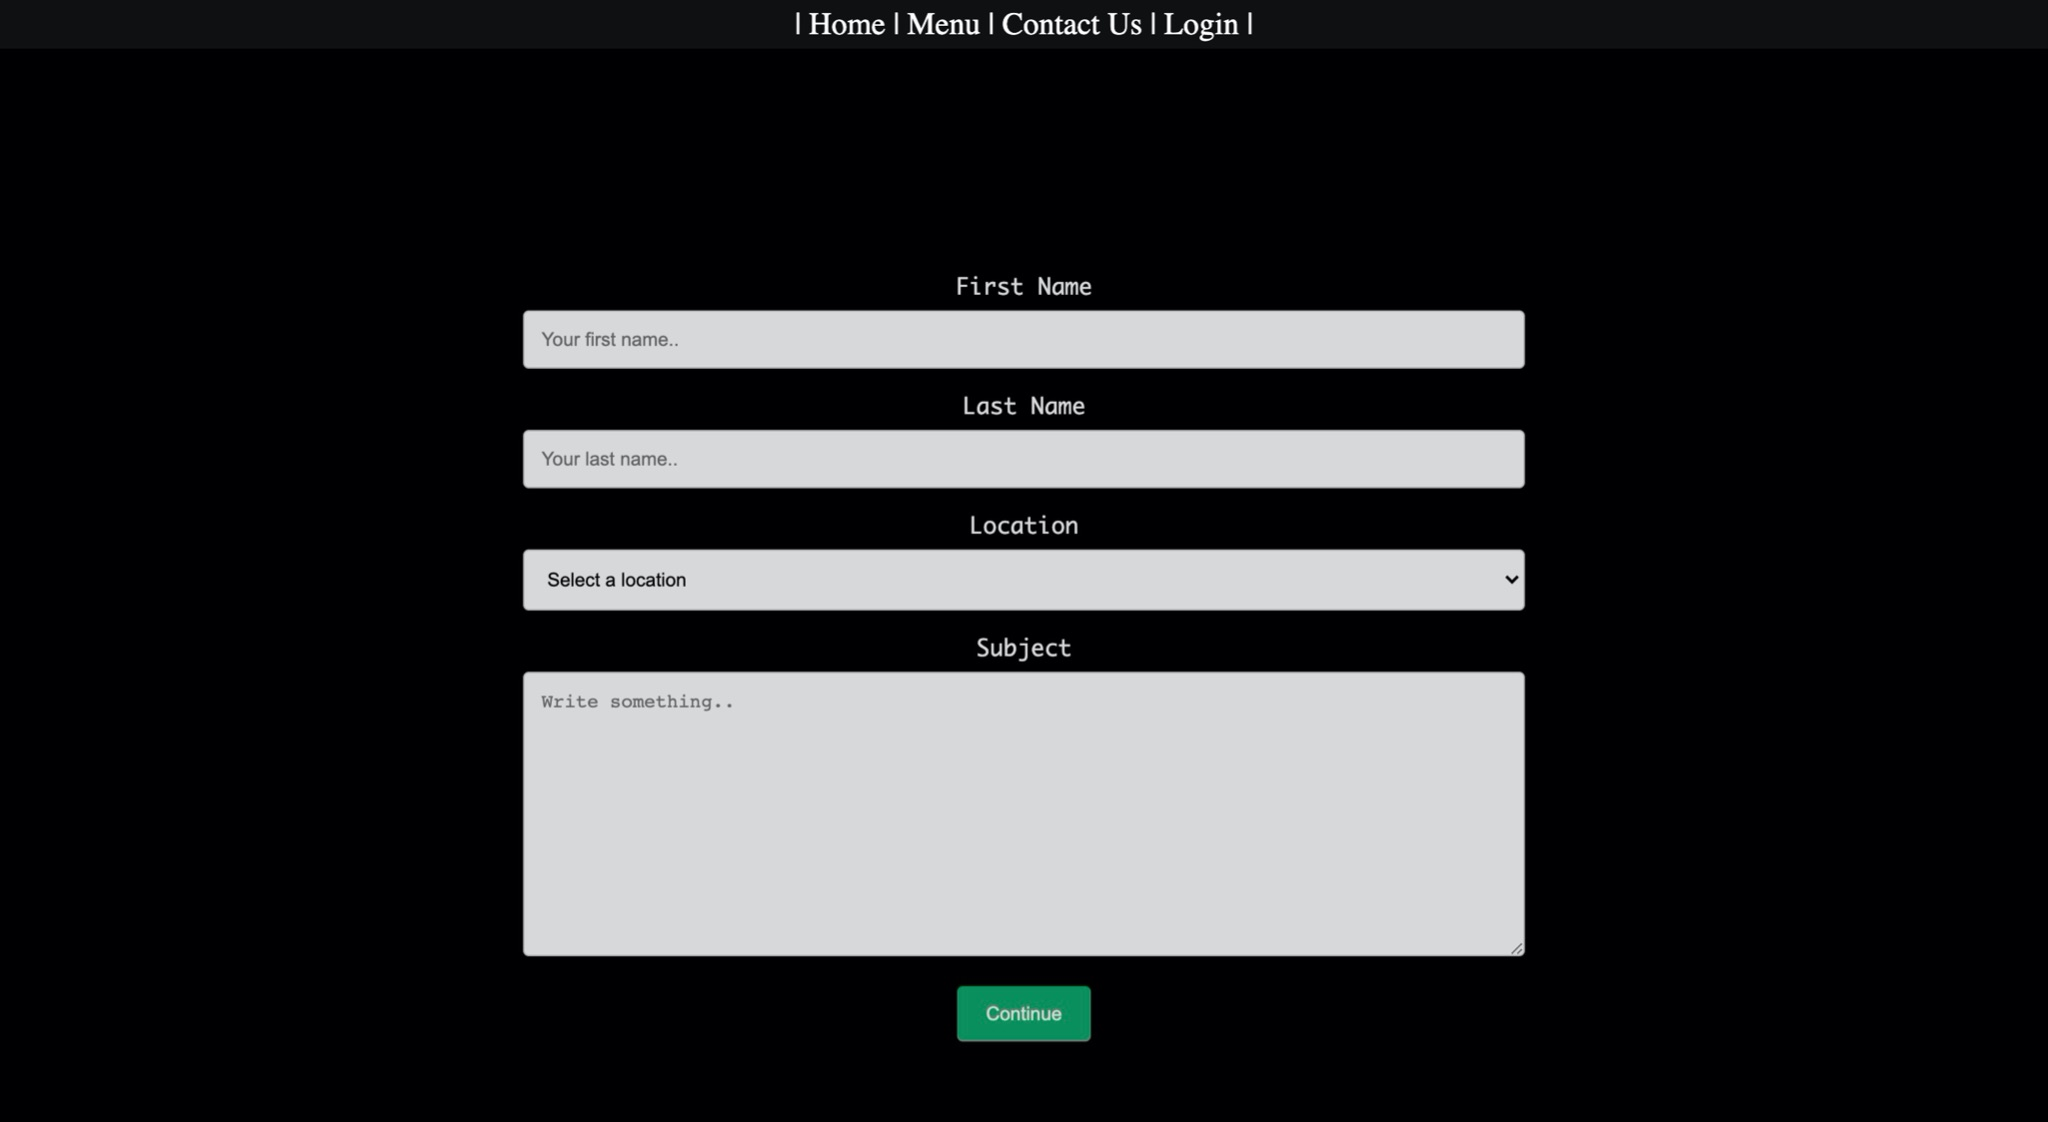 | Home | Menu | Contact Us | Login |
First Name
Your first name..
Last Name
Your last name..
Location
Select a location
Subject
Write something..
Continue